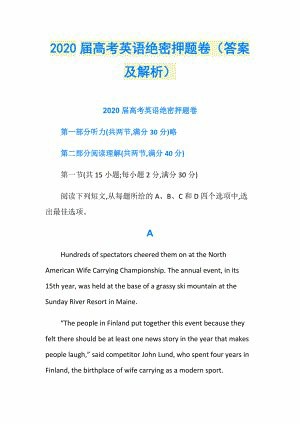 2020 届高考英语绝密押题卷（答案
及解析）
2020 届高考英语绝密押题卷
第一部分听力(共两节,满分 30 分)略
第二部分阅读理解(共两节,满分 40 分)
第一节(共 15 小题;每小题 2 分,满分 30 分)
阅读下列短文,从每题所给的 A、B、C 和 D 四个选项中,选
出最佳选项。
A
Hundreds of spectators cheered them on at the North
American Wife Carrying Championship. The annual event, in its
15th year, was held at the base of a grassy ski mountain at the
Sunday River Resort in Maine.
"The people in Finland put together this event because they
felt there should be at least one news story in the year that makes
people laugh," said competitor John Lund, who spent four years in
Finland, the birthplace of wife carrying as a modern sport.